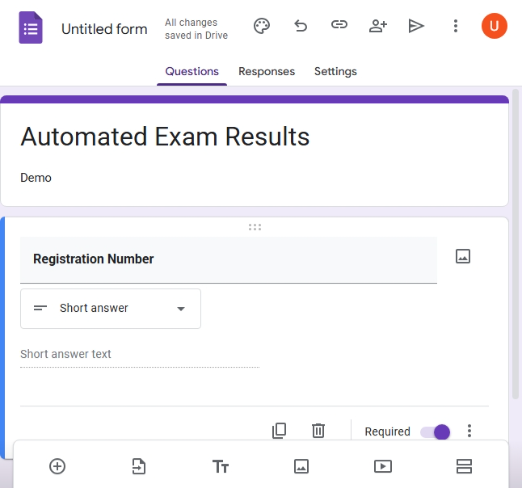 Untitled form
All changes
saved in Drive
U
Questions Responses Settings
Automated Exam Results
Demo
Registration Number
Short answer
Short answer text
Required
Tт